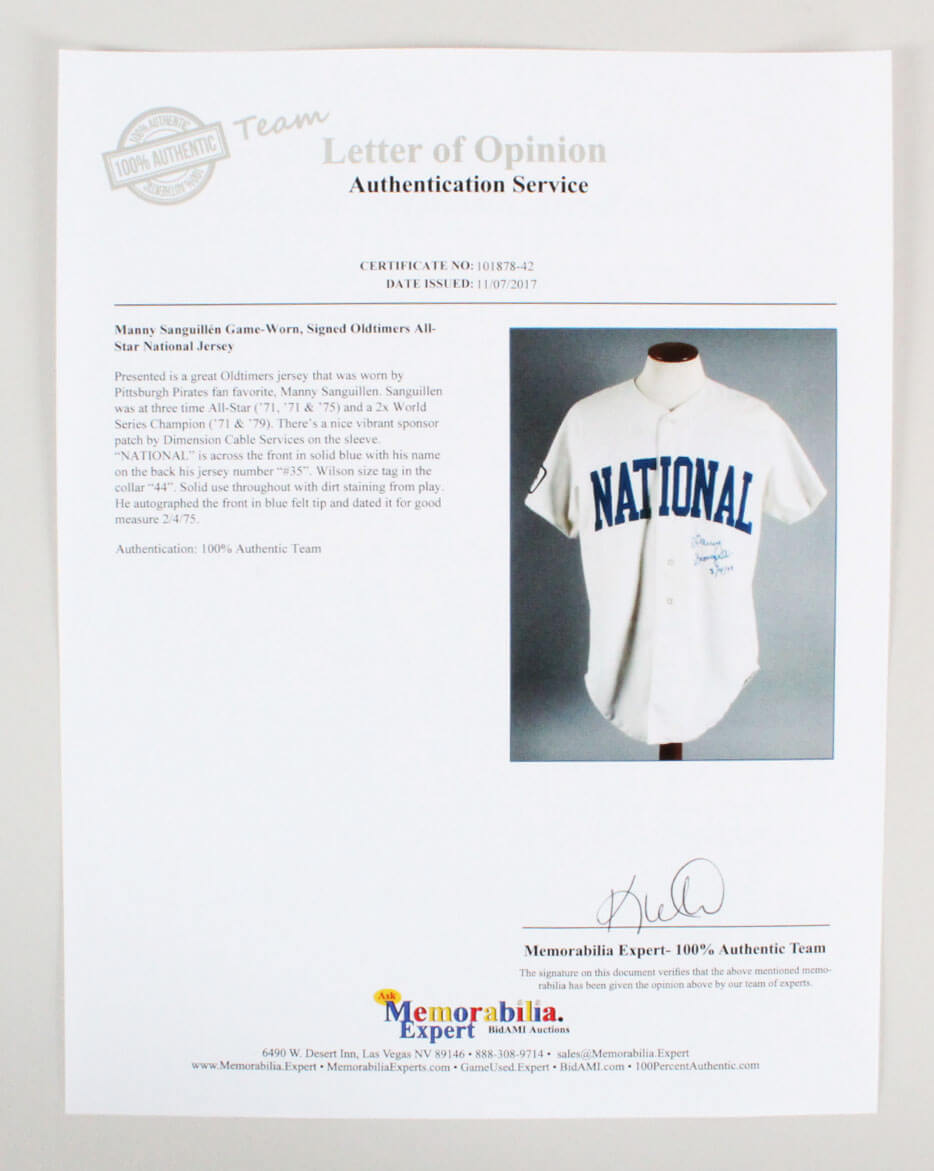 100% AUTHENTIC
100% AUTHENTIC
Team
Letter of Opinion
Authentication Service
CERTIFICATE NO: 101878-42
DATE ISSUED: 11/07/2017
Manny Sanguillén Game-Worn, Signed Oldtimers All-
Star National Jersey
Presented is a great Oldtimers jersey that was worn by
Pittsburgh Pirates fan favorite, Manny Sanguillen. Sanguillen
was at three time All-Star ('71, '71 & '75) and a 2x World
Series Champion ('71 & '79). There's a nice vibrant sponsor
patch by Dimension Cable Services on the sleeve.
"NATIONAL" is across the front in solid blue with his name
on the back his jersey number "#35". Wilson size tag in the
collar "44". Solid use throughout with dirt staining from play.
He autographed the front in blue felt tip and dated it for good
measure 2/4/75.
Authentication: 100% Authentic Team
NATIONAL
Memorabilia Expert- 100% Authentic Team
The signature on this document verifies that the above mentioned memo-
rabilia has been given the opinion above by our team of experts.
Ask
Memorabilia.
Expert BidAMI Auctions
6490 W. Desert Inn, Las Vegas NV 89146 • 888-308-9714 • sales@Memorabilia.Expert
www.Memorabilia.Expert • MemorabiliaExperts.com • GameUsed.Expert • BidAMI.com • 100PercentAuthentic.com